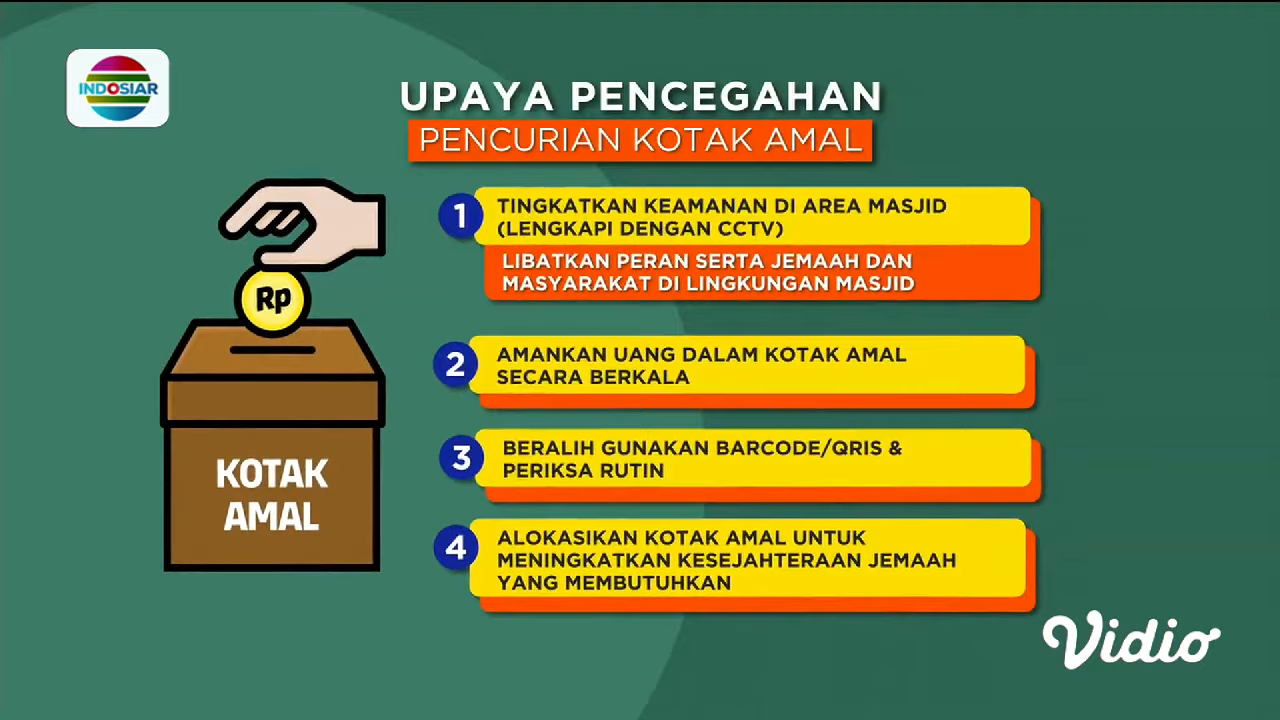 INDOSIAR
UPAYA PENCEGAHAN
PENCURIAN KOTAK AMAL
1
TINGKATKAN KEAMANAN DI AREA MASJID
(LENGKAPI DENGAN CCTV)
LIBATKAN PERAN SERTA JEMAAH DAN
MASYARAKAT DI LINGKUNGAN MASJID
Rp
2
AMANKAN UANG DALAM KOTAK AMAL
SECARA BERKALA
3
BERALIH GUNAKAN BARCODE/QRIS &
PERIKSA RUTIN
KOTAK
AMAL
4
ALOKASIKAN KOTAK AMAL UNTUK
MENINGKATKAN KESEJAHTERAAN JEMAAH
YANG MEMBUTUHKAN
Vidio